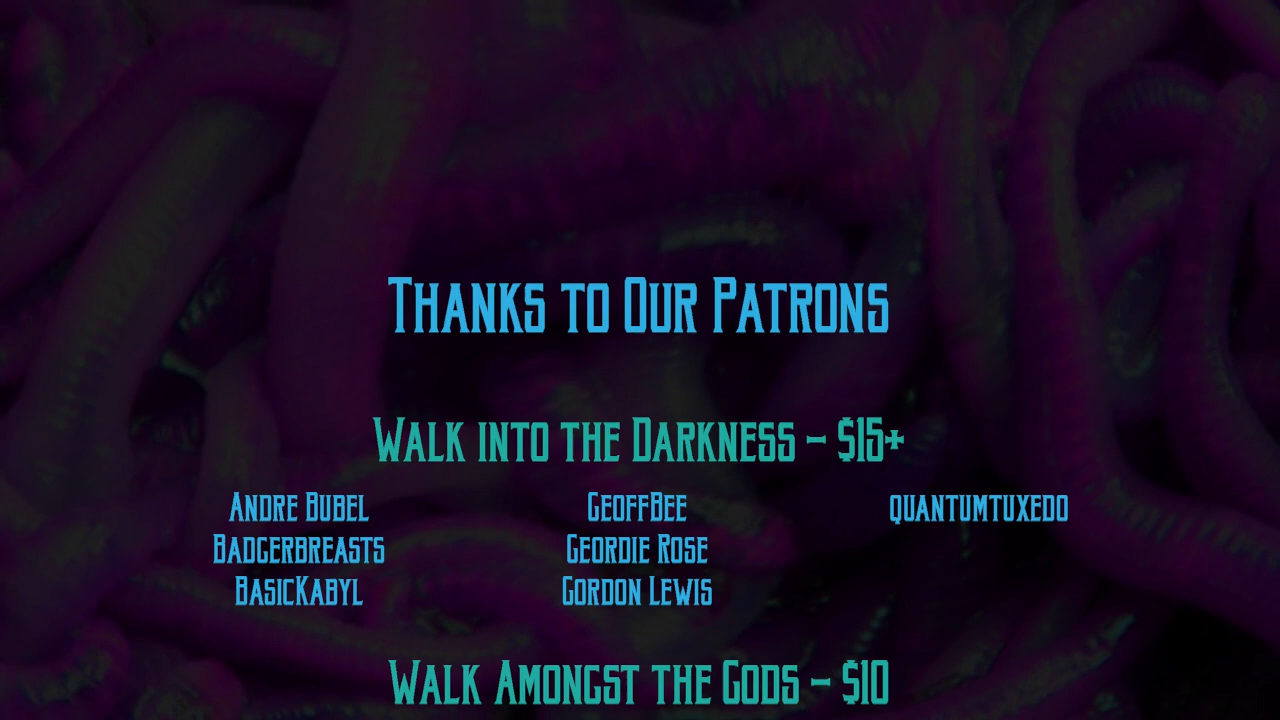 Thanks to Our Patrons
Walk into the Darkness - $15+
Andre Bubel GeoffBee quantumtuxedo
Badgerbreasts Geordie Rose
BasicKabyl Gordon Lewis
Walk Amongst the Gods - $10